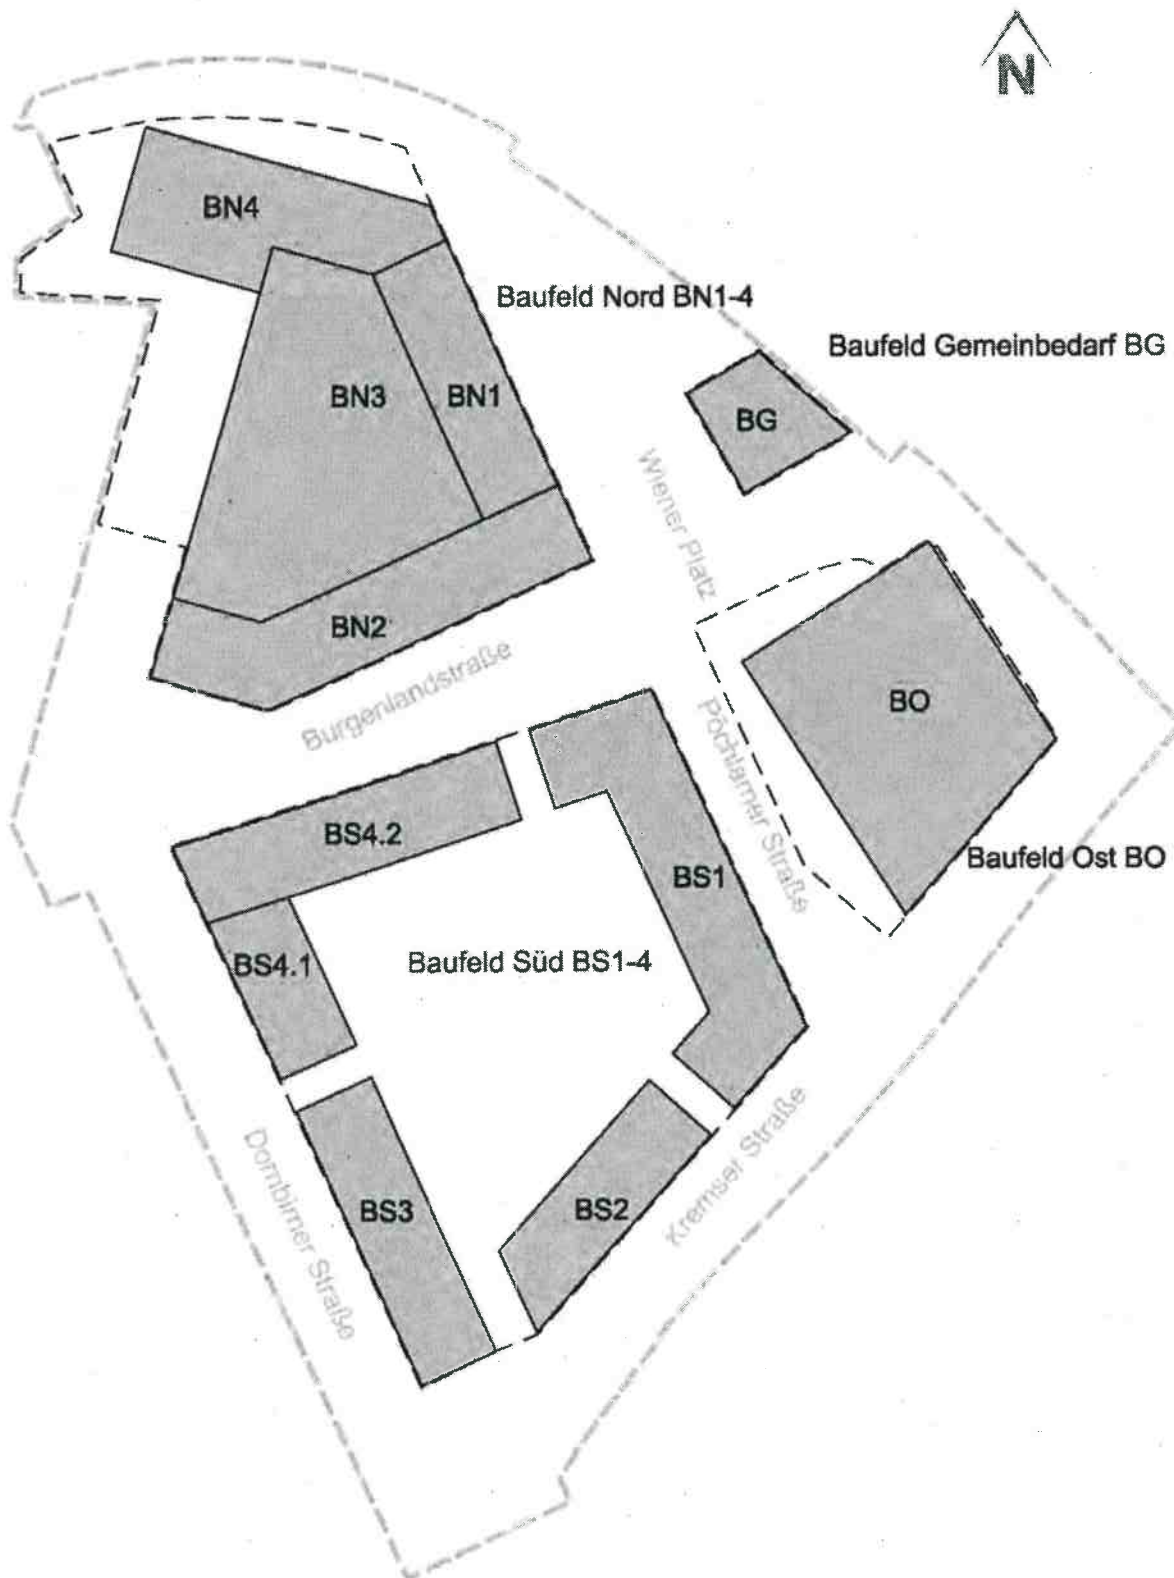 N
BN4
Baufeld Nord BN1-4
Baufeld Gemeinbedarf BG
BN3
BN1
BG
Wiener Platz
BN2
Burgenlandstraße
BO
Pöchlarner Straße
BS4.2
Baufeld Ost BO
BS1
BS4.1
Baufeld Süd BS1-4
BS3
BS2
Kremser Straße
Dornbirner Straße